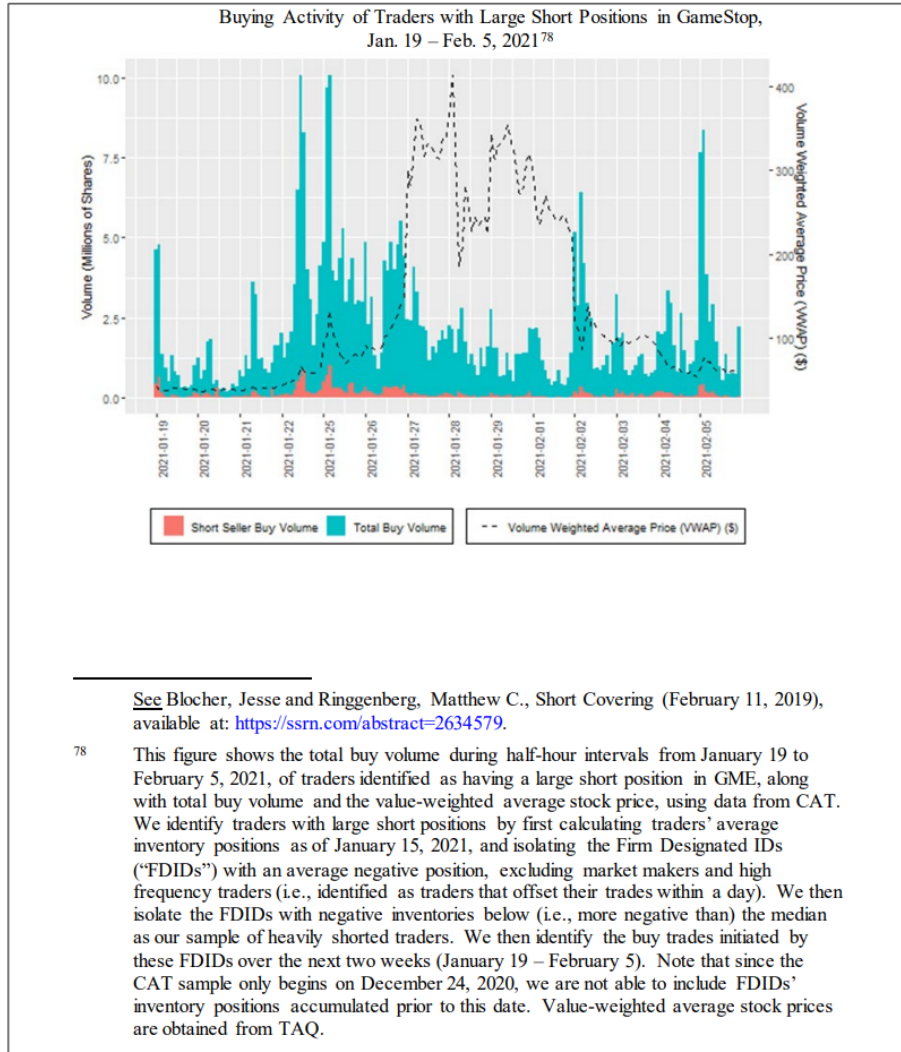 Buying Activity of Traders with Large Short Positions in GameStop,
Jan. 19 – Feb. 5, 2021⁷⁸
10.0
7.5
5.0
2.5
0.0
Volume (Millions of Shares)
400
300
200
100
Volume Weighted Average Price (VWAP) ($)
2021-01-19
2021-01-20
2021-01-21
2021-01-22
2021-01-25
2021-01-26
2021-01-27
2021-01-28
2021-01-29
2021-02-01
2021-02-02
2021-02-03
2021-02-04
2021-02-05
Short Seller Buy Volume Total Buy Volume -- Volume Weighted Average Price (VWAP) ($)
See Blocher, Jesse and Ringgenberg, Matthew C., Short Covering (February 11, 2019),
available at: https://ssrn.com/abstract=2634579.
78 This figure shows the total buy volume during half-hour intervals from January 19 to
February 5, 2021, of traders identified as having a large short position in GME, along
with total buy volume and the value-weighted average stock price, using data from CAT.
We identify traders with large short positions by first calculating traders’ average
inventory positions as of January 15, 2021, and isolating the Firm Designated IDs
(“FDIDs”) with an average negative position, excluding market makers and high
frequency traders (i.e., identified as traders that offset their trades within a day). We then
isolate the FDIDs with negative inventories below (i.e., more negative than) the median
as our sample of heavily shorted traders. We then identify the buy trades initiated by
these FDIDs over the next two weeks (January 19 – February 5). Note that since the
CAT sample only begins on December 24, 2020, we are not able to include FDIDs’
inventory positions accumulated prior to this date. Value-weighted average stock prices
are obtained from TAQ.